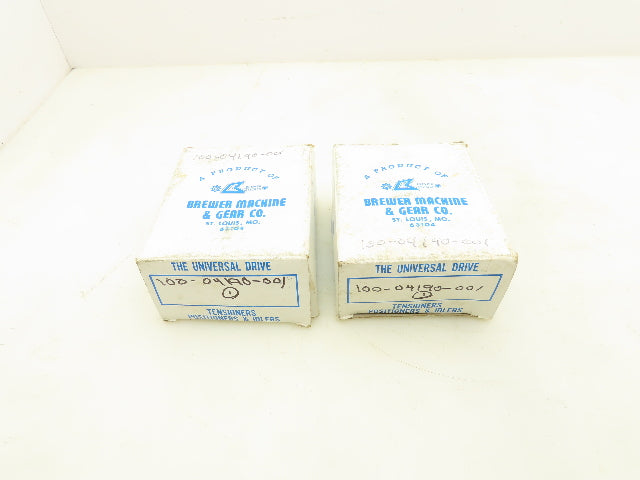 100-04190-001
A PRODUCT OF
BREWER MACHINE
& GEAR CO.
ST. LOUIS, MO.
63104
THE UNIVERSAL DRIVE
100-04190-001
1
TENSIONERS
POSITIONERS & IDLERS
A PRODUCT OF
BREWER MACHINE
& GEAR CO.
ST. LOUIS, MO.
63104
100-04190-001
THE UNIVERSAL DRIVE
100-04190-001
TENSIONERS
POSITIONERS & IDLERS